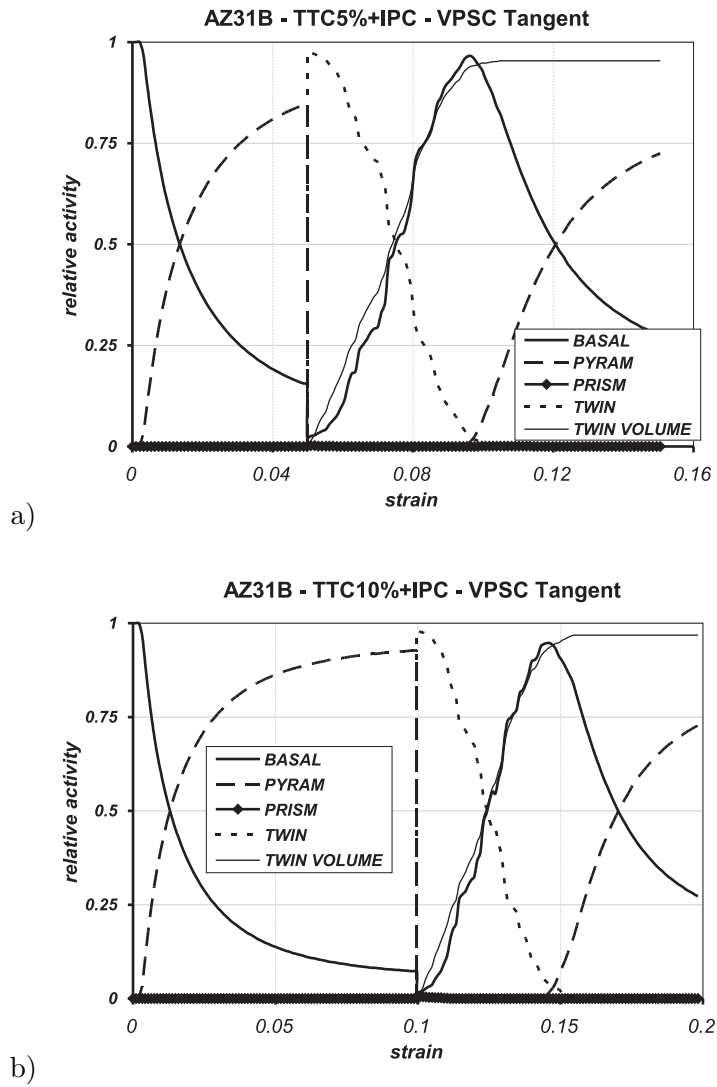 AZ31B - TTC5%+IPC - VPSC Tangent
relative activity
1
0.75
0.5
0.25
0
0 0.04 0.08 0.12 0.16
strain
BASAL
PYRAM
PRISM
TWIN
TWIN VOLUME
a)
AZ31B - TTC10%+IPC - VPSC Tangent
relative activity
1
0.75
0.5
0.25
0
BASAL
PYRAM
PRISM
TWIN
TWIN VOLUME
0 0.05 0.1 0.15 0.2
strain
b)